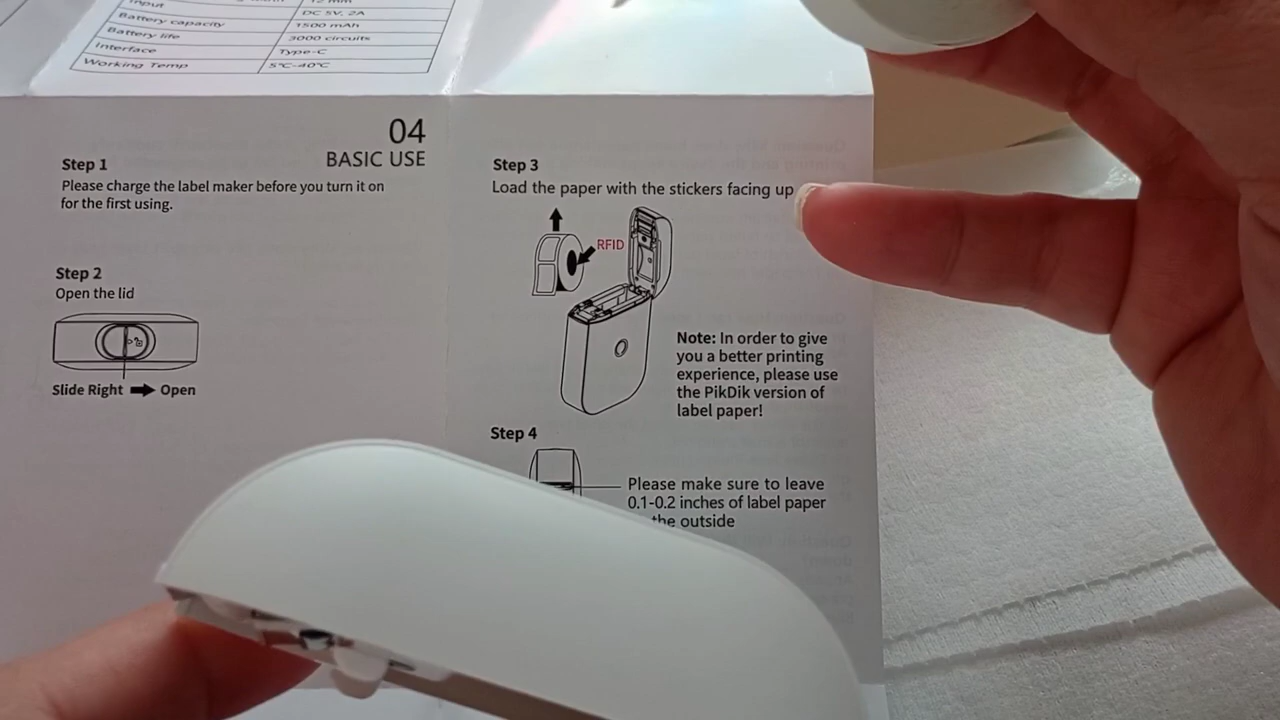 Input
DC 5V, 2A
Battery capacity
1500 mAh
Battery life
3000 circuits
Interface
Type-C
Working Temp
5°C-40°C
04
BASIC USE
Step 1
Please charge the label maker before you turn it on
for the first using.
Step 2
Open the lid
Slide Right Open
Step 3
Load the paper with the stickers facing up
RFID
Note: In order to give
you a better printing
experience, please use
the PikDik version of
label paper!
Step 4
Please make sure to leave
0.1-0.2 inches of label paper
the outside